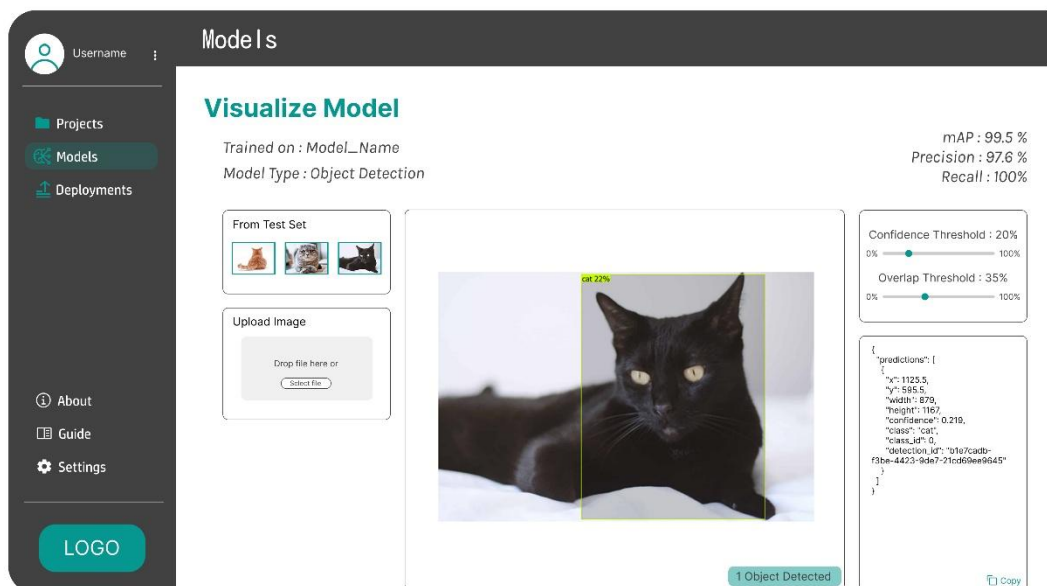 Username
Models
Projects
Models
Deployments
About
Guide
Settings
LOGO
Visualize Model
Trained on : Model_Name
Model Type : Object Detection
mAP : 99.5 %
Precision : 97.6 %
Recall : 100%
From Test Set
Upload Image
Drop file here or
Select file
cat 22%
1 Object Detected
Confidence Threshold : 20%
0% 100%
Overlap Threshold : 35%
0% 100%
{
"predictions": [
{
"x": 1125.5,
"y": 595.5,
"width": 879,
"height": 1167,
"confidence": 0.219,
"class": "cat",
"class_id": 0,
"detection_id": "b1e7cadb-
f3be-4423-9de7-21cd69ee9645"
}
]
}
Copy